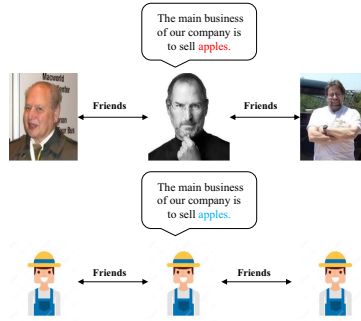 The main business
of our company is
to sell apples.
Macworld
Friends
Friends
The main business
of our company is
to sell apples.
Friends
Friends